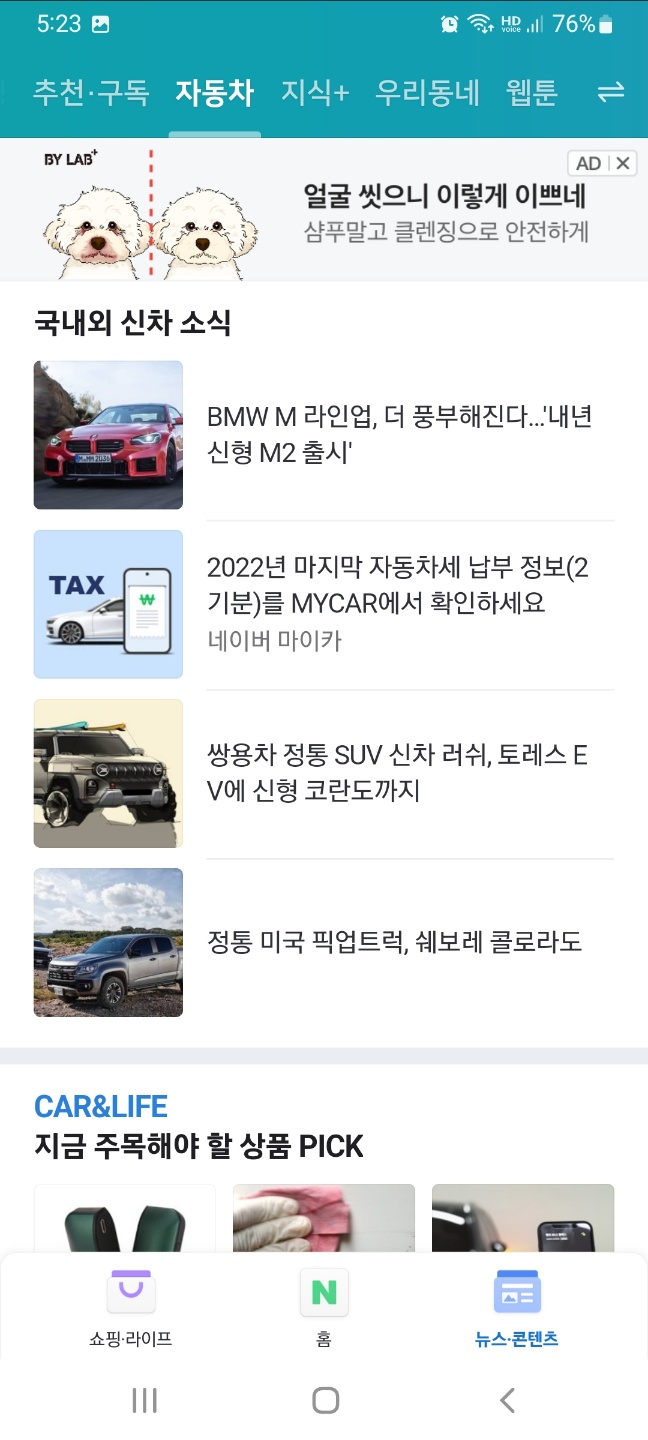 5:23
HD voice 76%
추천·구독 자동차 지식+ 우리동네 웹툰
BY LAB+
AD X
얼굴 씻으니 이렇게 이쁘네
샴푸말고 클렌징으로 안전하게
국내외 신차 소식
BMW M 라인업, 더 풍부해진다...'내년
신형 M2 출시'
M·MM 2036
TAX
₩
2022년 마지막 자동차세 납부 정보(2
기분)를 MYCAR에서 확인하세요
네이버 마이카
쌍용차 정통 SUV 신차 러쉬, 토레스 E
V에 신형 코란도까지
정통 미국 픽업트럭, 쉐보레 콜로라도
CAR&LIFE
지금 주목해야 할 상품 PICK
쇼핑·라이프
N
홈
뉴스·콘텐츠